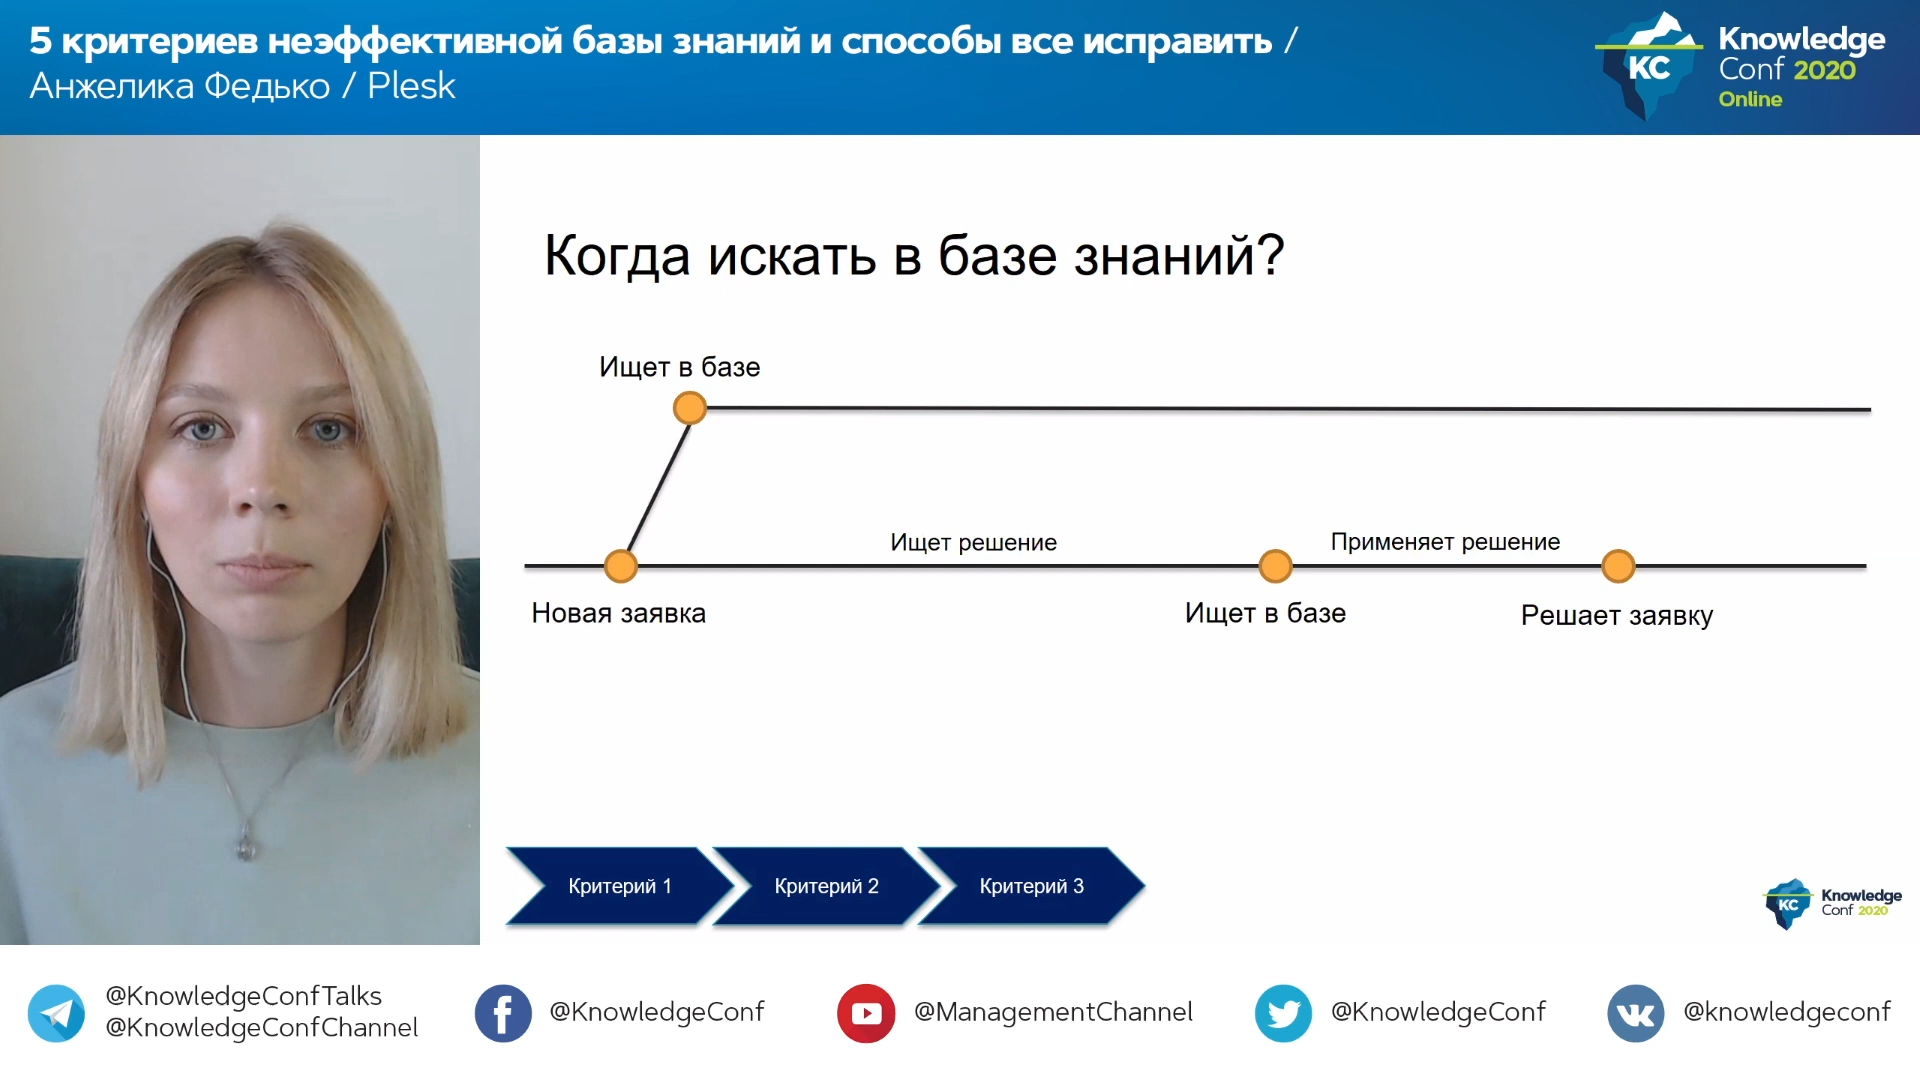 5 критериев неэффективной базы знаний и способы все исправить /
Анжелика Федько / Plesk
KC
Knowledge
Conf 2020
Online
Когда искать в базе знаний?
Ищет в базе
Ищет решение
Применяет решение
Новая заявка
Ищет в базе
Решает заявку
Критерий 1
Критерий 2
Критерий 3
KC
Knowledge
Conf 2020
@KnowledgeConfTalks
@KnowledgeConfChannel
@KnowledgeConf
@ManagementChannel
@KnowledgeConf
@knowledgeconf